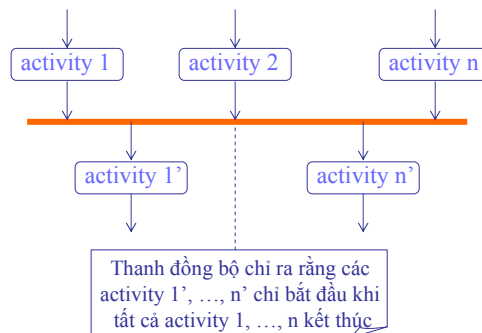 activity 1
activity 2
activity n
activity 1’
activity n’
Thanh đồng bộ chỉ ra rằng các
activity 1’, …, n’ chỉ bắt đầu khi
tất cả activity 1, …, n kết thúc